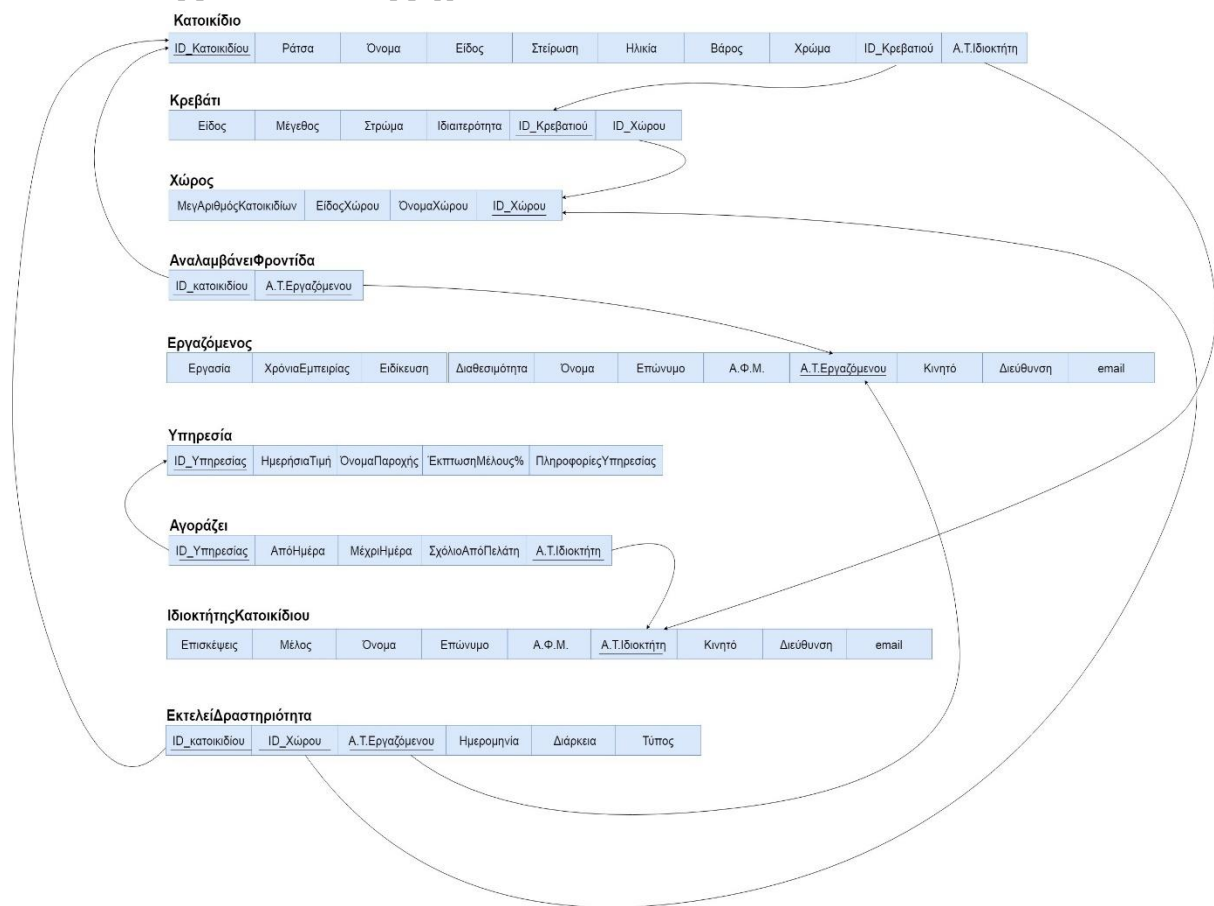 Κατοικίδιο
ID_Κατοικιδίου Ράτσα Όνομα Είδος Στείρωση Ηλικία Βάρος Χρώμα ID_Κρεβατιού Α.Τ.Ιδιοκτήτη
Κρεβάτι
Είδος Μέγεθος Στρώμα Ιδιαιτερότητα ID_Κρεβατιού ID_Χώρου
Χώρος
ΜεγΑριθμόςΚατοικιδίων ΕίδοςΧώρου ΌνομαΧώρου ID_Χώρου
ΑναλαμβάνειΦροντίδα
ID_κατοικιδίου Α.Τ.Εργαζόμενου
Εργαζόμενος
Εργασία ΧρόνιαΕμπειρίας Ειδίκευση Διαθεσιμότητα Όνομα Επώνυμο Α.Φ.Μ. Α.Τ.Εργαζόμενου Κινητό Διεύθυνση email
Υπηρεσία
ID_Υπηρεσίας ΗμερήσιαΤιμή ΌνομαΠαροχής ΈκπτωσηΜέλους% ΠληροφορίεςΥπηρεσίας
Αγοράζει
ID_Υπηρεσίας ΑπόΗμέρα ΜέχριΗμέρα ΣχόλιοΑπόΠελάτη Α.Τ.Ιδιοκτήτη
ΙδιοκτήτηςΚατοικίδιου
Επισκέψεις Μέλος Όνομα Επώνυμο Α.Φ.Μ. Α.Τ.Ιδιοκτήτη Κινητό Διεύθυνση email
ΕκτελείΔραστηριότητα
ID_κατοικιδίου ID_Χώρου Α.Τ.Εργαζόμενου Ημερομηνία Διάρκεια Τύπος